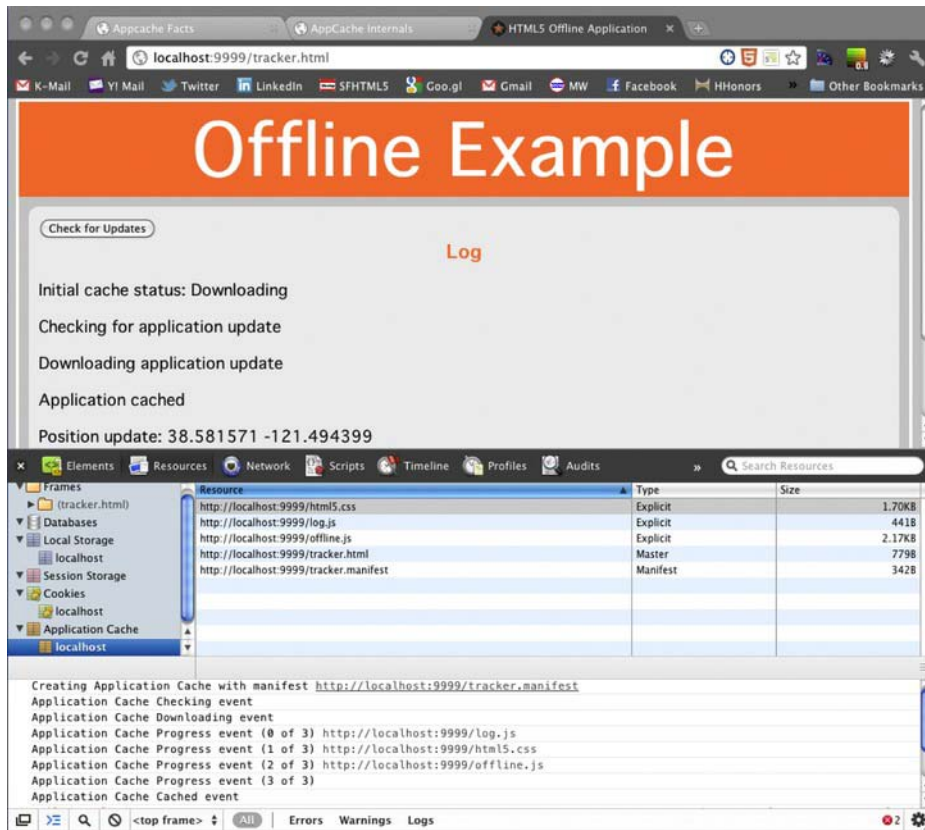 Appcache Facts
AppCache Internals
HTML5 Offline Application
localhost:9999/tracker.html
K-Mail Y! Mail Twitter LinkedIn SFHTML5 Goo.gl Gmail MW Facebook HHonors » Other Bookmarks
Offline Example
Check for Updates
Log
Initial cache status: Downloading
Checking for application update
Downloading application update
Application cached
Position update: 38.581571 -121.494399
Elements Resources Network Scripts Timeline Profiles Audits » Search Resources
Frames
(tracker.html)
Databases
Local Storage
localhost
Session Storage
Cookies
localhost
Application Cache
localhost
Resource Type Size
http://localhost:9999/html5.css Explicit 1.70KB
http://localhost:9999/log.js Explicit 441B
http://localhost:9999/offline.js Explicit 2.17KB
http://localhost:9999/tracker.html Master 779B
http://localhost:9999/tracker.manifest Manifest 342B
Creating Application Cache with manifest http://localhost:9999/tracker.manifest
Application Cache Checking event
Application Cache Downloading event
Application Cache Progress event (0 of 3) http://localhost:9999/log.js
Application Cache Progress event (1 of 3) http://localhost:9999/html5.css
Application Cache Progress event (2 of 3) http://localhost:9999/offline.js
Application Cache Progress event (3 of 3)
Application Cache Cached event
<top frame> All Errors Warnings Logs 2